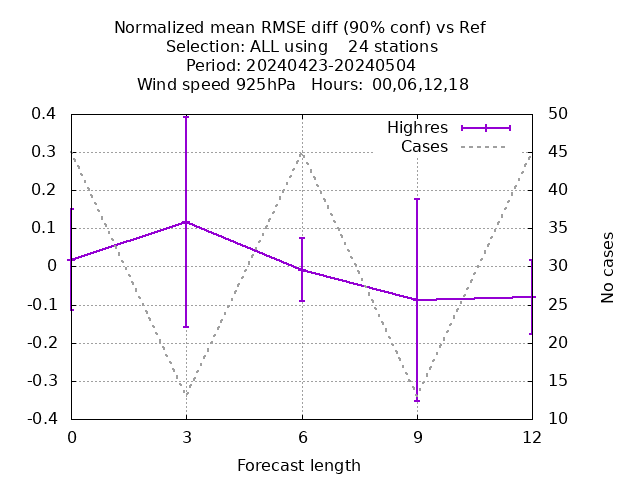 Normalized mean RMSE diff (90% conf) vs Ref
Selection: ALL using    24 stations
Period: 20240423-20240504
Wind speed 925hPa   Hours:  00,06,12,18
Highres
Cases
0.4
0.3
0.2
0.1
0
-0.1
-0.2
-0.3
-0.4
50
45
40
35
30
25
20
15
10
No cases
0 3 6 9 12
Forecast length